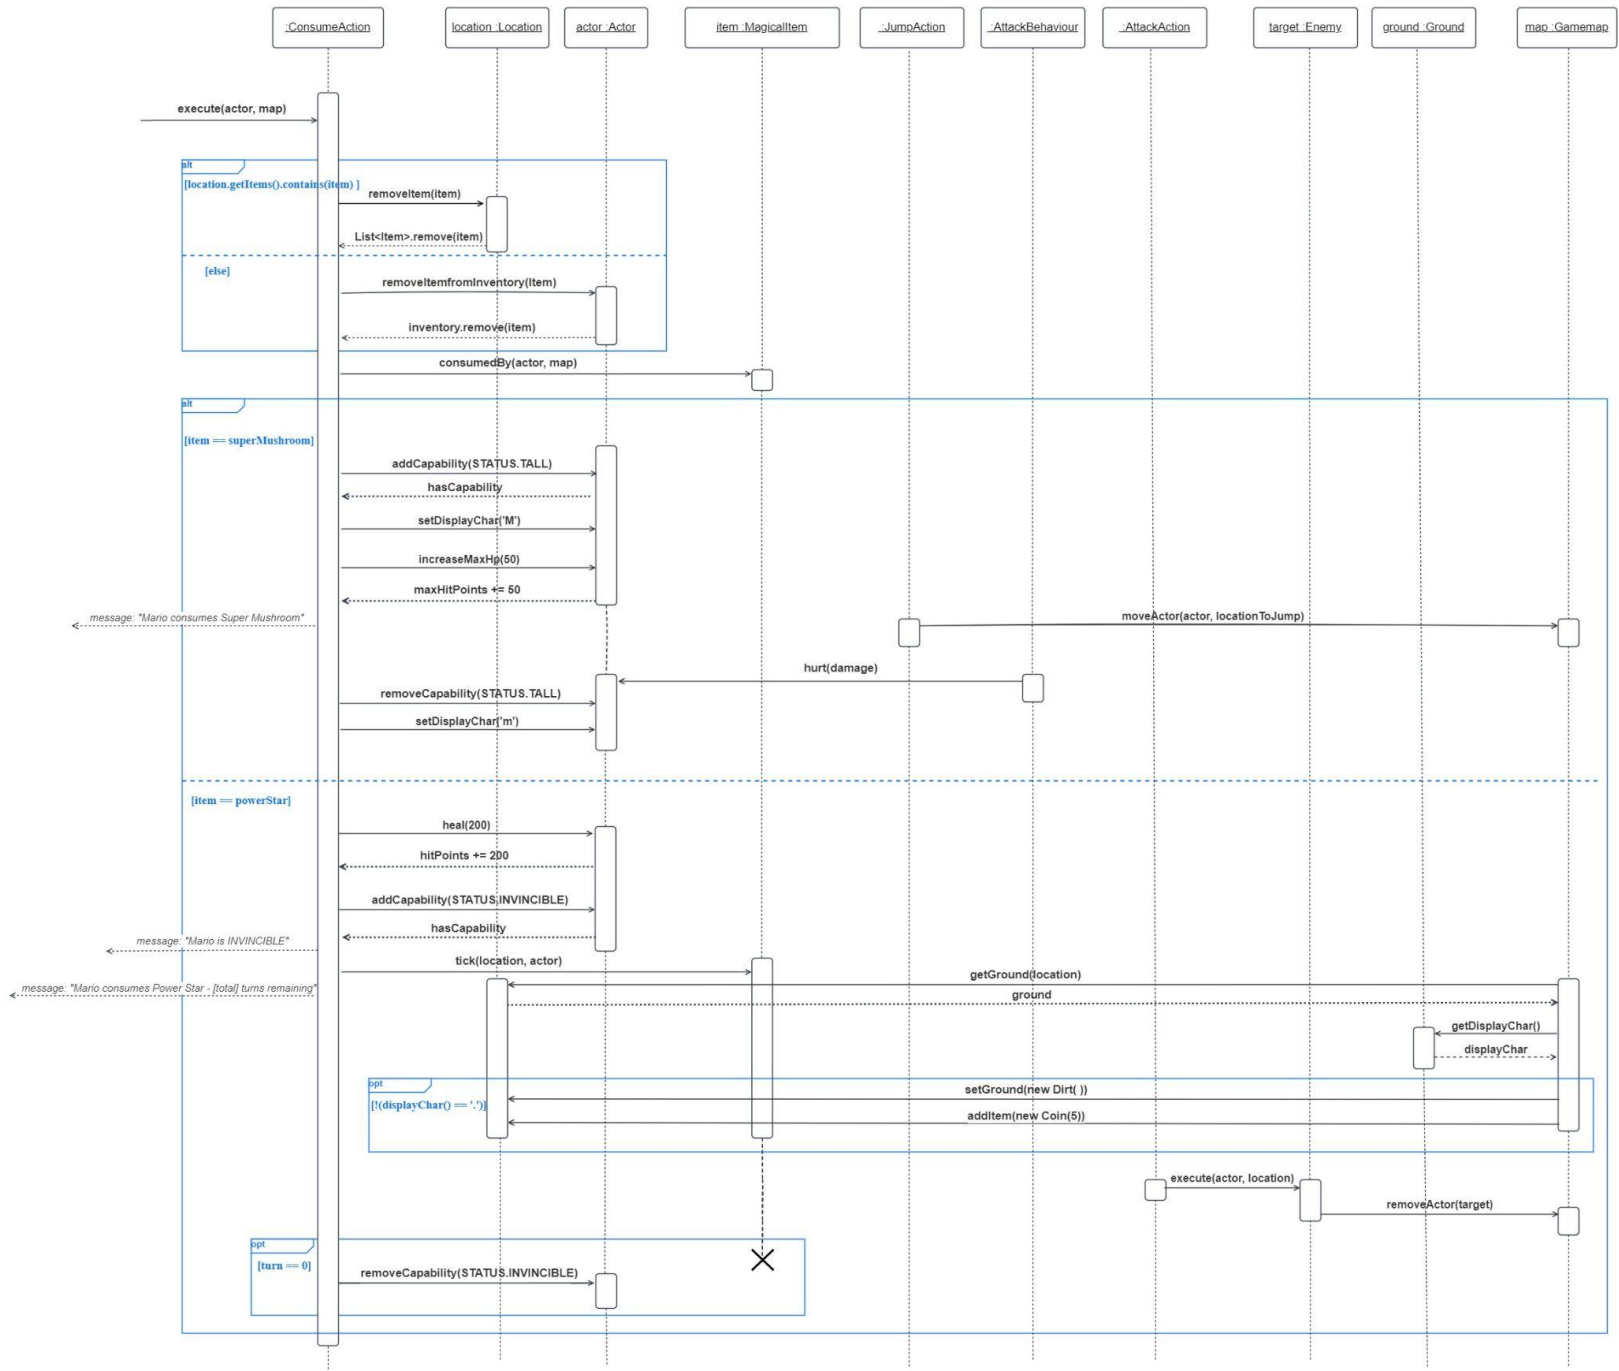 :ConsumeAction
location :Location
actor :Actor
item :MagicalItem
:JumpAction
:AttackBehaviour
:AttackAction
target :Enemy
ground :Ground
map :Gamemap
execute(actor, map)
alt
[location.getItems().contains(item) ]
removeItem(item)
List<Item>.remove(item)
[else]
removeItemfromInventory(Item)
inventory.remove(item)
consumedBy(actor, map)
alt
[item == superMushroom]
addCapability(STATUS.TALL)
hasCapability
setDisplayChar('M')
increaseMaxHp(50)
maxHitPoints += 50
message: "Mario consumes Super Mushroom"
moveActor(actor, locationToJump)
hurt(damage)
removeCapability(STATUS.TALL)
setDisplayChar('m')
[item == powerStar]
heal(200)
hitPoints += 200
addCapability(STATUS.INVINCIBLE)
hasCapability
message: "Mario is INVINCIBLE"
tick(location, actor)
getGround(location)
message: "Mario consumes Power Star - [total] turns remaining"
ground
getDisplayChar()
displayChar
opt
[!(displayChar() == '.')]
setGround(new Dirt( ))
addItem(new Coin(5))
execute(actor, location)
removeActor(target)
opt
[turn == 0]
removeCapability(STATUS.INVINCIBLE)